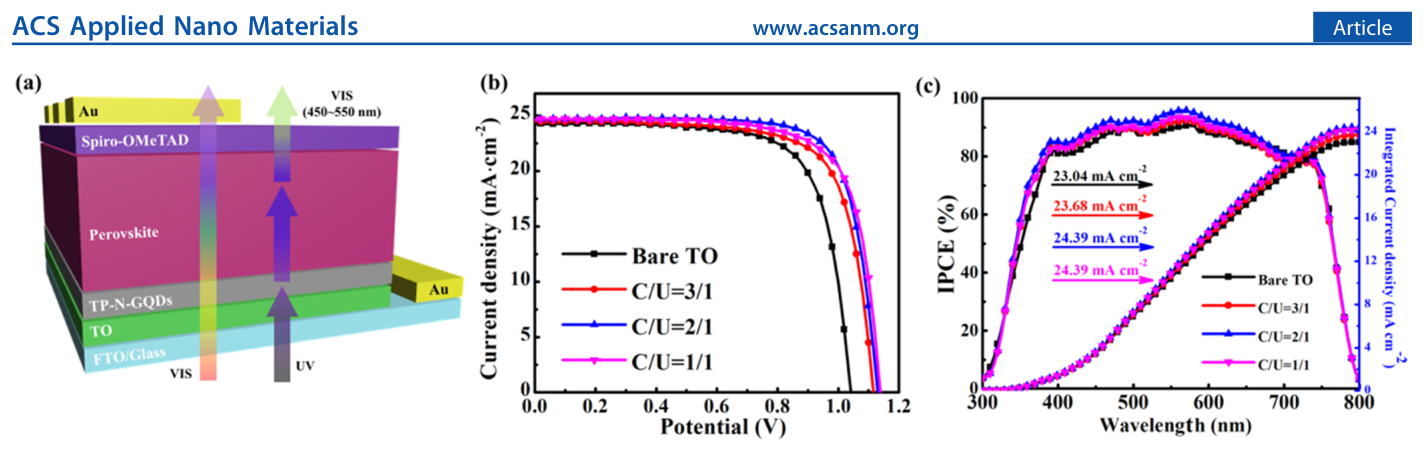 ACS Applied Nano Materials
www.acsanm.org
Article
(a)
VIS
(450~550 nm)
Au
Spiro-OMeTAD
Perovskite
TP-N-GQDs
Au
TO
FTO/Glass
VIS
UV
(b)
Current density (mA·cm-2)
25
20
15
10
5
0
Bare TO
C/U=3/1
C/U=2/1
C/U=1/1
0.0 0.2 0.4 0.6 0.8 1.0 1.2
Potential (V)
(c)
IPCE (%)
100
80
60
40
20
0
23.04 mA cm-2
23.68 mA cm-2
24.39 mA cm-2
24.39 mA cm-2
Bare TO
C/U=3/1
C/U=2/1
C/U=1/1
24
20
16
12
8
4
0
Integrated Current density (mA cm-2)
300 400 500 600 700 800
Wavelength (nm)